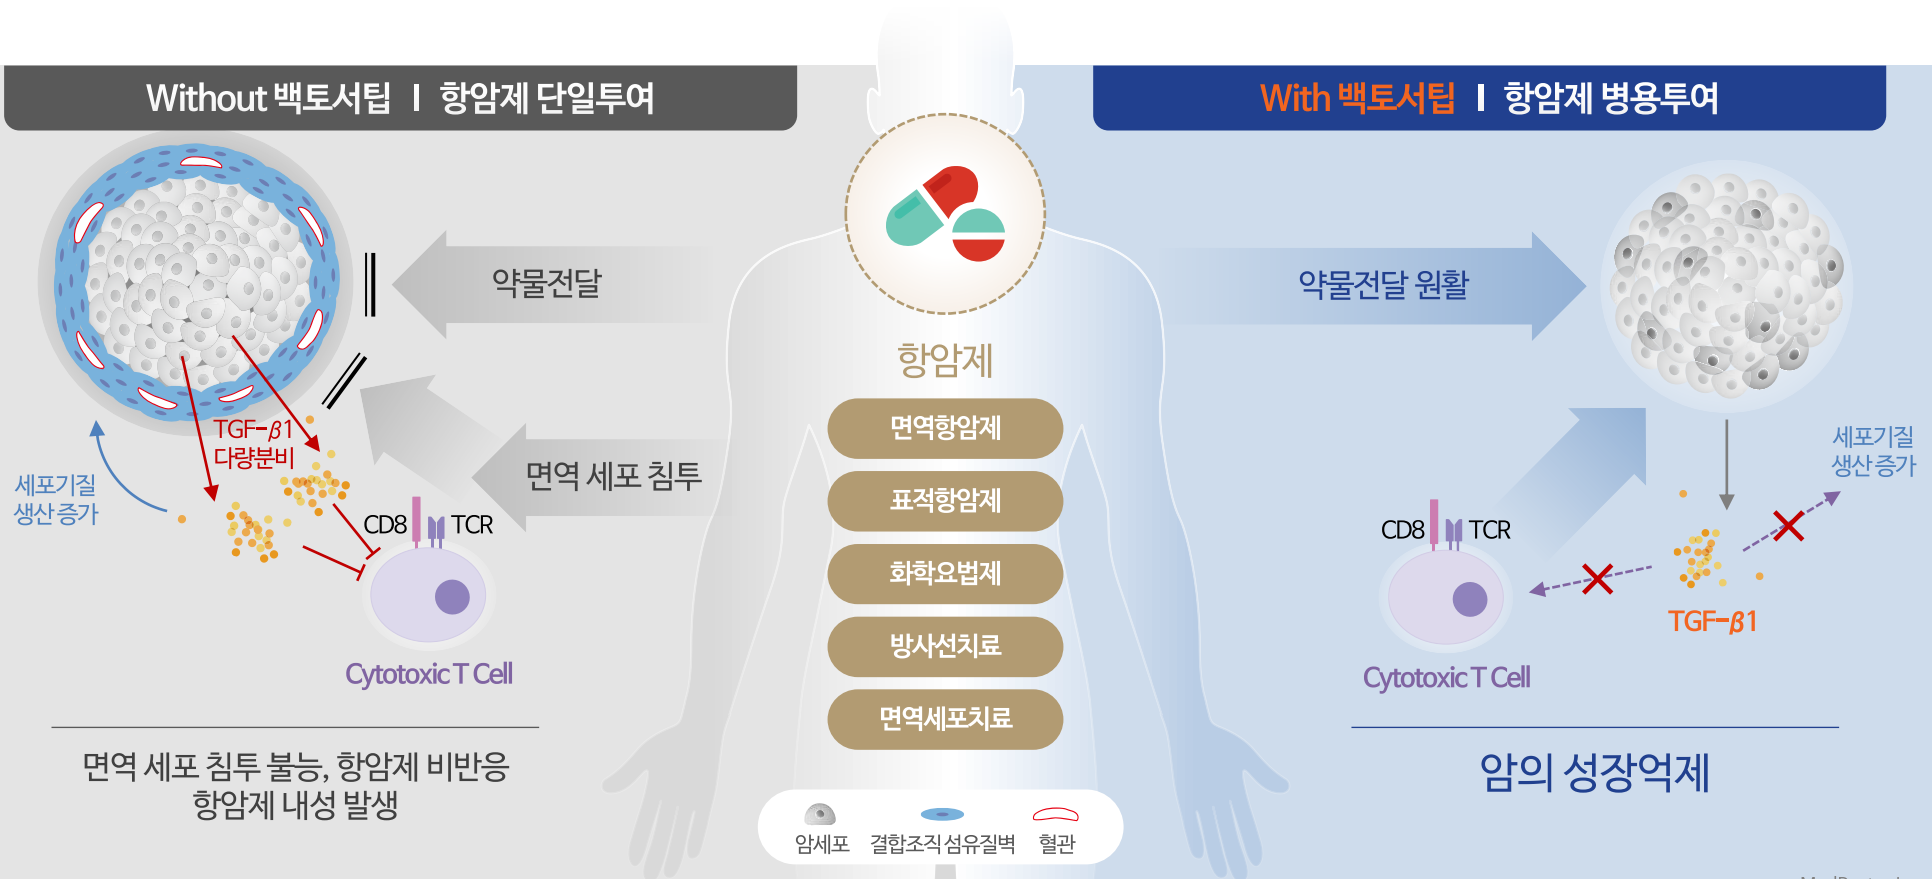 Without 백토서팁 I 항암제 단일투여
With 백토서팁 I 항암제 병용투여
약물전달
면역 세포 침투
TGF-β1
다량분비
세포기질
생산 증가
CD8
TCR
Cytotoxic T Cell
면역 세포 침투 불능, 항암제 비반응
항암제 내성 발생
항암제
면역항암제
표적항암제
화학요법제
방사선치료
면역세포치료
암세포
결합조직 섬유질벽
혈관
약물전달 원활
세포기질
생산 증가
CD8
TCR
TGF-β1
Cytotoxic T Cell
암의 성장억제